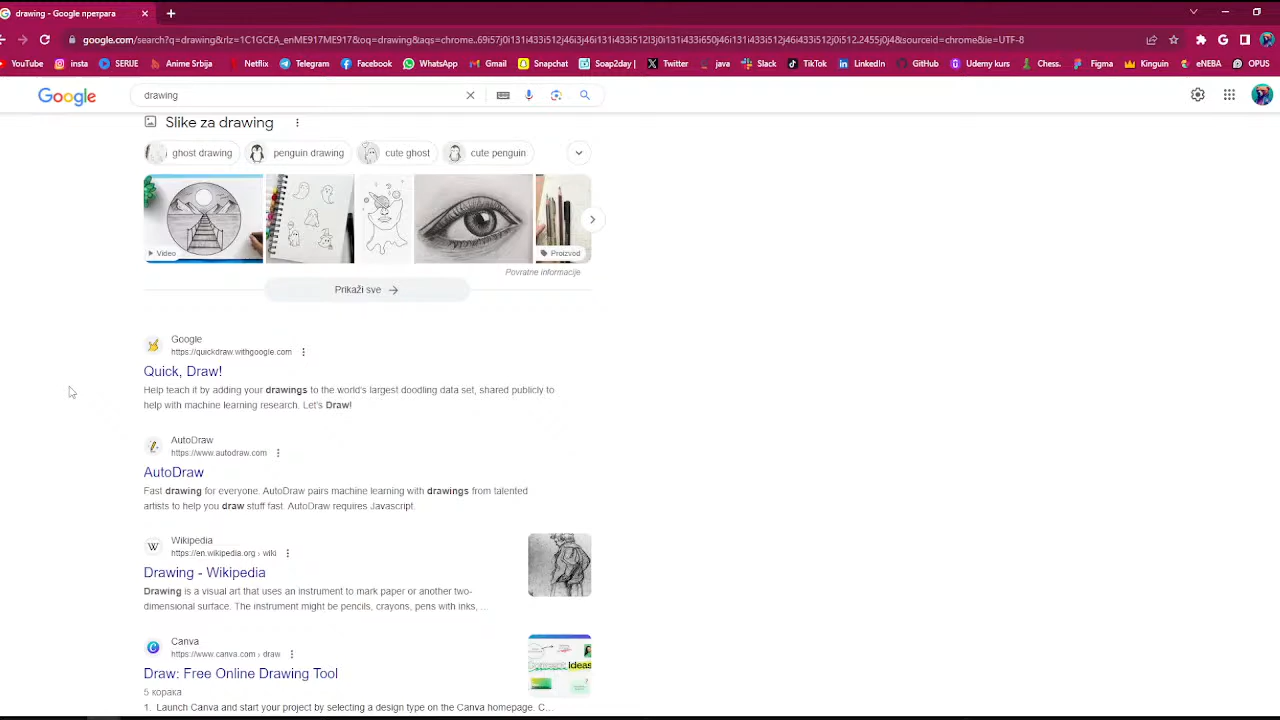 drawing - Google претрага
google.com/search?q=drawing&rlz=1C1GCEA_enME917ME917&oq=drawing&aqs=chrome..69i57j0i131i433i512j46i3j46i131i433i512l3j0i131i433i650j46i131i433i512j46i433i512j0i512.2455j0j4&sourceid=chrome&ie=UTF-8
YouTube insta SERUE Anime Srbija Netflix Telegram Facebook WhatsApp Gmail Snapchat Soap2day | Twitter java Slack TikTok LinkedIn GitHub Udemy kurs Chess. Figma Kinguin eNEBA OPUS
Google drawing
Slike za drawing
ghost drawing penguin drawing cute ghost cute penguin
Video Proizvod
Povratne informacije
Prikaži sve
Google
https://quickdraw.withgoogle.com
Quick, Draw!
Help teach it by adding your drawings to the world's largest doodling data set, shared publicly to
help with machine learning research. Let's Draw!
AutoDraw
https://www.autodraw.com
AutoDraw
Fast drawing for everyone. AutoDraw pairs machine learning with drawings from talented
artists to help you draw stuff fast. AutoDraw requires Javascript.
Wikipedia
https://en.wikipedia.org › wiki
Drawing - Wikipedia
Drawing is a visual art that uses an instrument to mark paper or another two-
dimensional surface. The instrument might be pencils, crayons, pens with inks, ...
Canva
https://www.canva.com › draw
Draw: Free Online Drawing Tool
Ideas
5 корака
1. Launch Canva and start your project by selecting a design type on the Canva homepage. C...